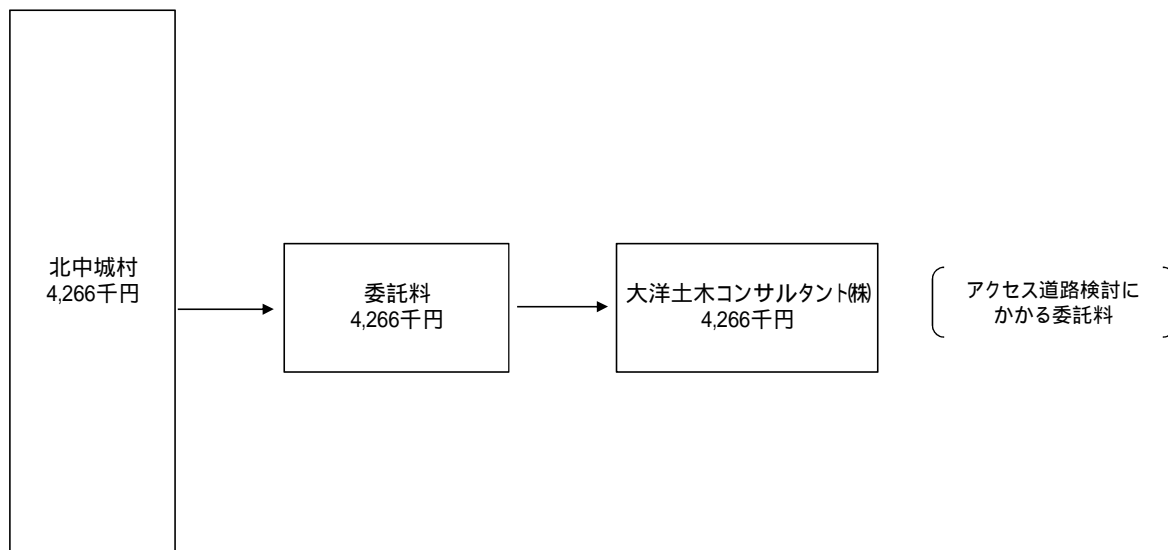 北中城村
4,266千円
委託料
4,266千円
大洋土木コンサルタント㈱
4,266千円
アクセス道路検討に
かかる委託料